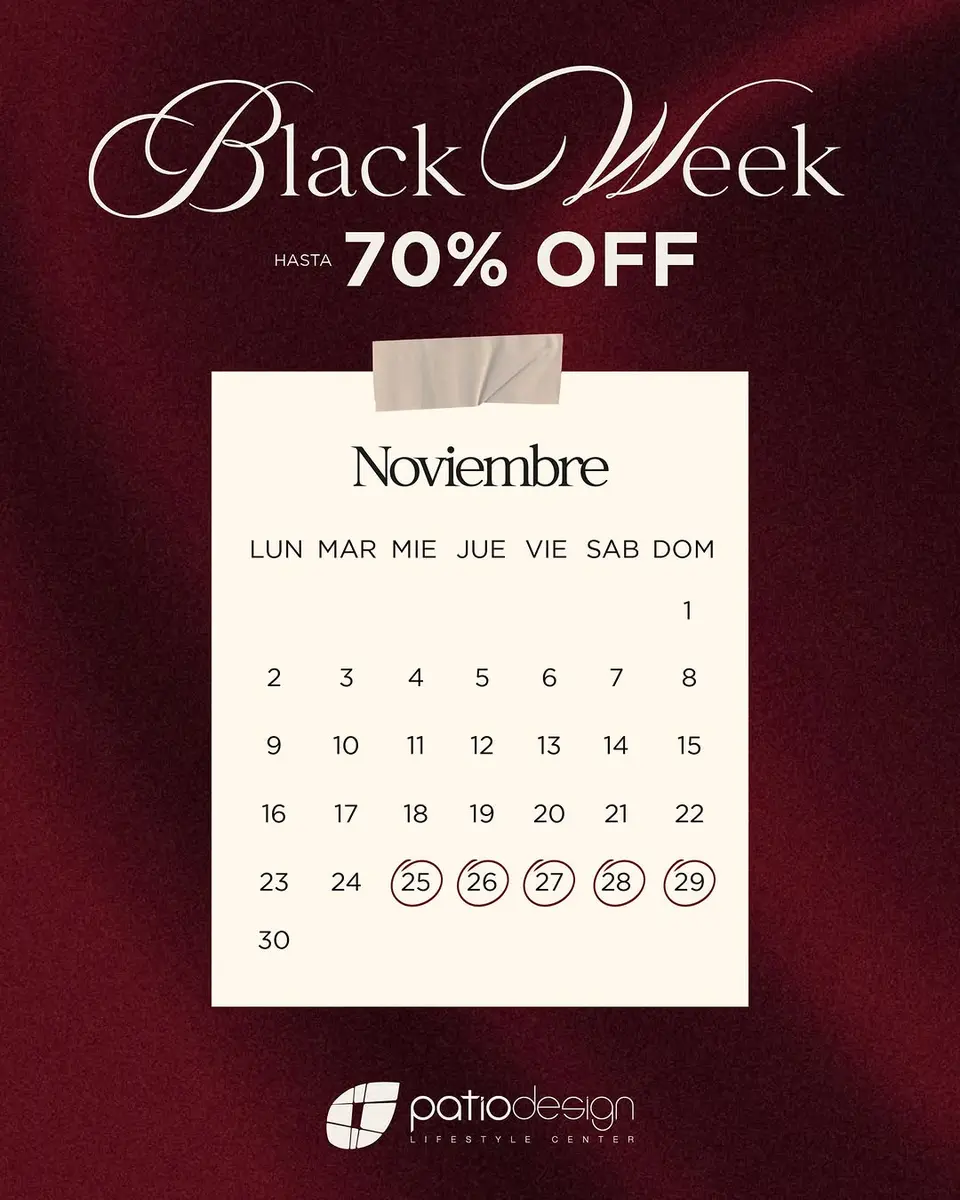 Black Week
HASTA 70% OFF
Noviembre
LUN MAR MIE JUE VIE SAB DOM
1
2 3 4 5 6 7 8
9 10 11 12 13 14 15
16 17 18 19 20 21 22
23 24 25 26 27 28 29
30
patiodesign
LIFESTYLE CENTER